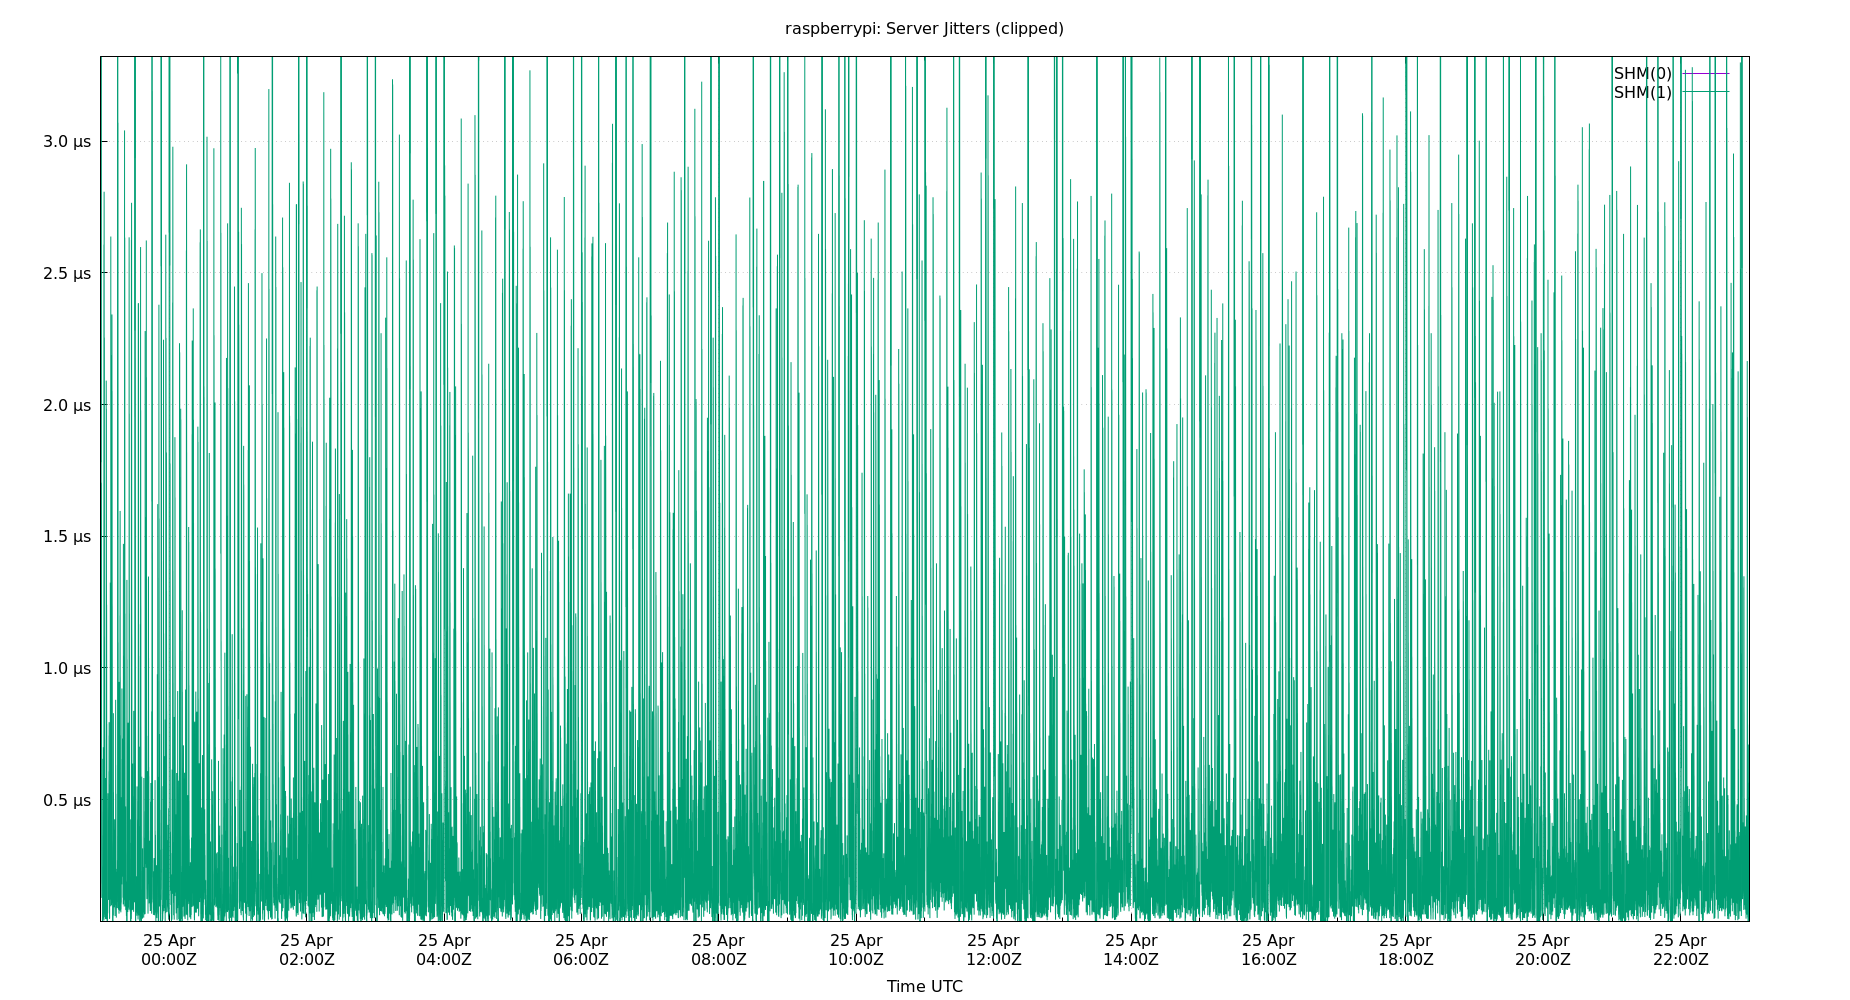 raspberrypi: Server Jitters (clipped)
SHM(0)
SHM(1)
3.0 µs
2.5 µs
2.0 µs
1.5 µs
1.0 µs
0.5 µs
25 Apr 25 Apr 25 Apr 25 Apr 25 Apr 25 Apr 25 Apr 25 Apr 25 Apr 25 Apr 25 Apr 25 Apr
00:00Z 02:00Z 04:00Z 06:00Z 08:00Z 10:00Z 12:00Z 14:00Z 16:00Z 18:00Z 20:00Z 22:00Z
Time UTC